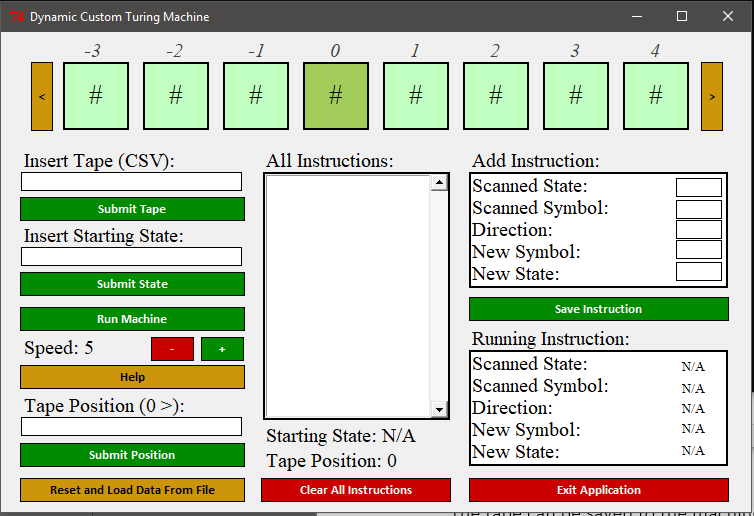 Dynamic Custom Turing Machine
-3 -2 -1 0 1 2 3 4
< # # # # # # # # >
Insert Tape (CSV):
Submit Tape
Insert Starting State:
Submit State
Run Machine
Speed: 5 - +
Help
Tape Position (0 >):
Submit Position
Reset and Load Data From File
All Instructions:
Starting State: N/A
Tape Position: 0
Clear All Instructions
Add Instruction:
Scanned State:
Scanned Symbol:
Direction:
New Symbol:
New State:
Save Instruction
Running Instruction:
Scanned State: N/A
Scanned Symbol: N/A
Direction: N/A
New Symbol: N/A
New State: N/A
Exit Application